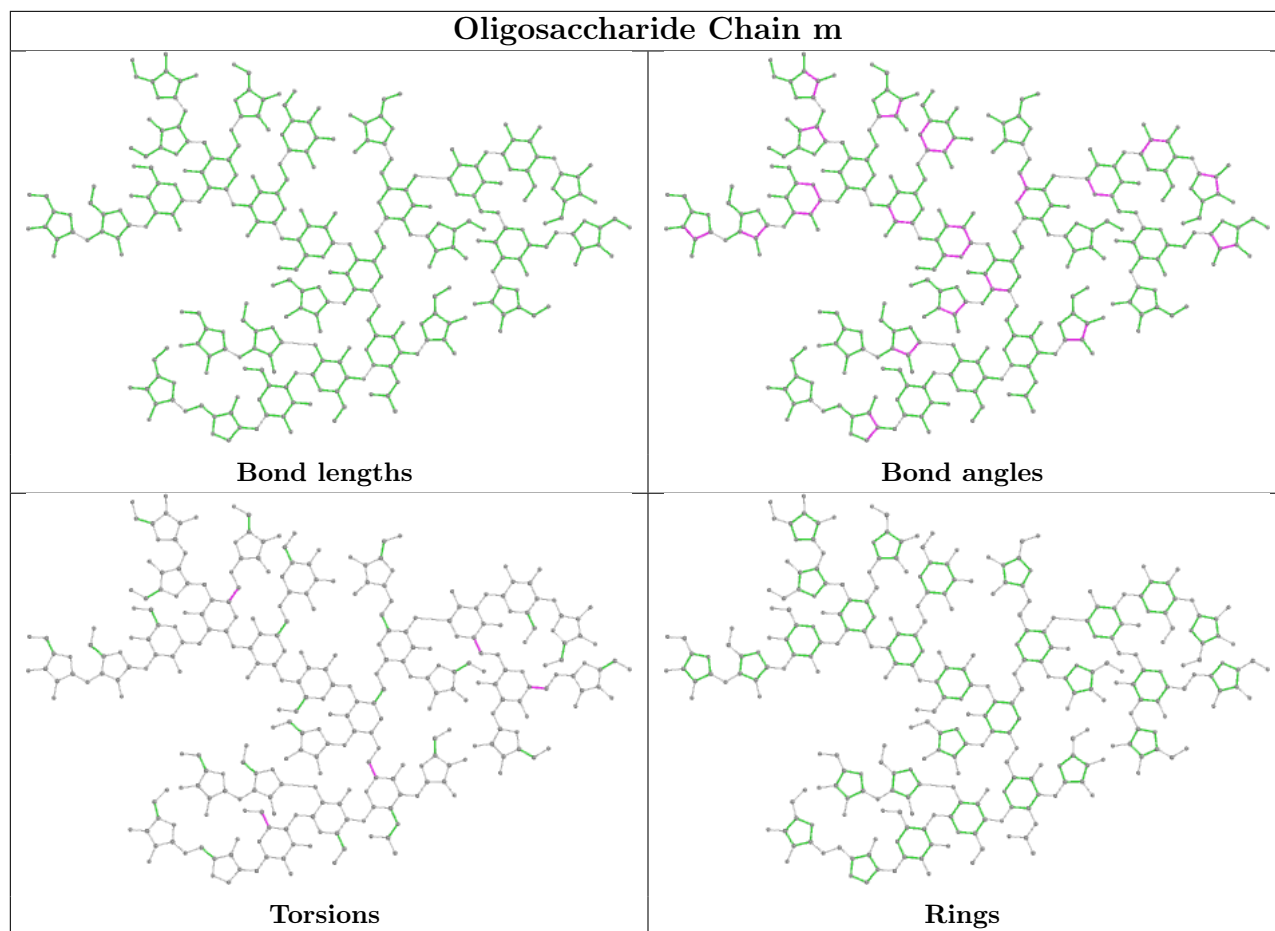 Oligosaccharide Chain m
Bond lengths
Bond angles
Torsions
Rings